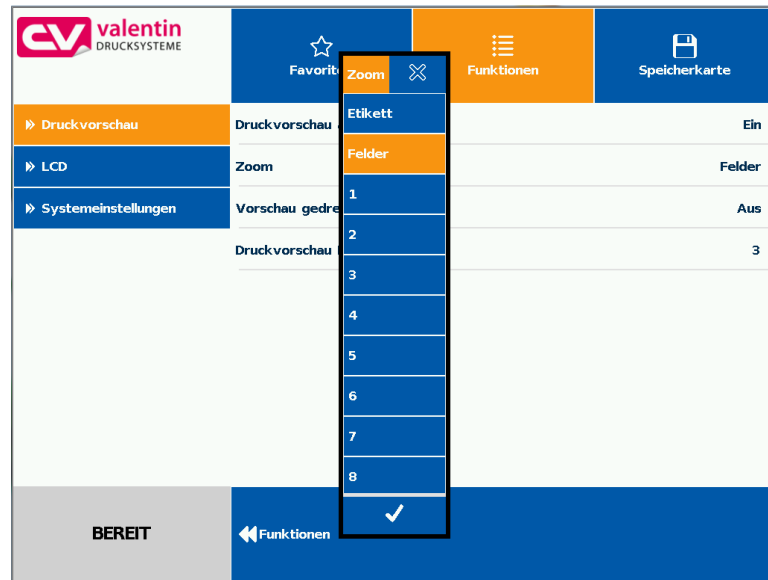 valentin
DRUCKSYSTEME
Favorit
Funktionen
Speicherkarte
Zoom
Etikett
Felder
1
2
3
4
5
6
7
8
Druckvorschau
LCD
Systemeinstellungen
Druckvorschau
Ein
Zoom
Felder
Vorschau gedre
Aus
Druckvorschau
3
BEREIT
Funktionen